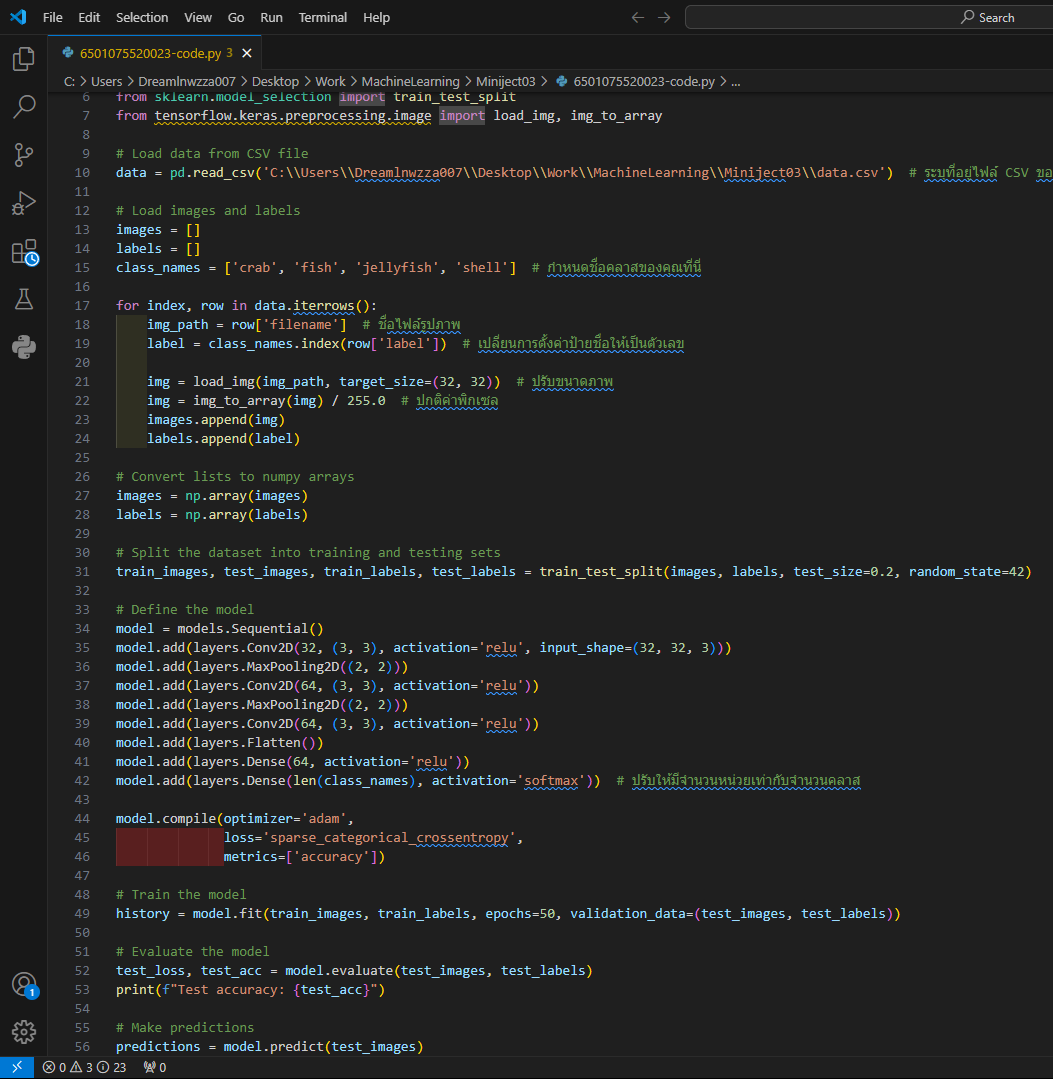 File Edit Selection View Go Run Terminal Help Search
6501075520023-code.py 3
C: > Users > Dreamlnwzza007 > Desktop > Work > MachineLearning > Miniject03 > 6501075520023-code.py > ...
6 from sklearn.model_selection import train_test_split
7 from tensorflow.keras.preprocessing.image import load_img, img_to_array
8
9 # Load data from CSV file
10 data = pd.read_csv('C:\\Users\\Dreamlnwzza007\\Desktop\\Work\\MachineLearning\\Miniject03\\data.csv') # ระบุที่อยู่ไฟล์ CSV ขอ
11
12 # Load images and labels
13 images = []
14 labels = []
15 class_names = ['crab', 'fish', 'jellyfish', 'shell'] # กำหนดชื่อคลาสของคุณที่นี่
16
17 for index, row in data.iterrows():
18 img_path = row['filename'] # ชื่อไฟล์รูปภาพ
19 label = class_names.index(row['label']) # เปลี่ยนการตั้งค่าป้ายชื่อให้เป็นตัวเลข
20
21 img = load_img(img_path, target_size=(32, 32)) # ปรับขนาดภาพ
22 img = img_to_array(img) / 255.0 # ปกติค่าพิกเซล
23 images.append(img)
24 labels.append(label)
25
26 # Convert lists to numpy arrays
27 images = np.array(images)
28 labels = np.array(labels)
29
30 # Split the dataset into training and testing sets
31 train_images, test_images, train_labels, test_labels = train_test_split(images, labels, test_size=0.2, random_state=42)
32
33 # Define the model
34 model = models.Sequential()
35 model.add(layers.Conv2D(32, (3, 3), activation='relu', input_shape=(32, 32, 3)))
36 model.add(layers.MaxPooling2D((2, 2)))
37 model.add(layers.Conv2D(64, (3, 3), activation='relu'))
38 model.add(layers.MaxPooling2D((2, 2)))
39 model.add(layers.Conv2D(64, (3, 3), activation='relu'))
40 model.add(layers.Flatten())
41 model.add(layers.Dense(64, activation='relu'))
42 model.add(layers.Dense(len(class_names), activation='softmax')) # ปรับให้มีจำนวนหน่วยเท่ากับจำนวนคลาส
43
44 model.compile(optimizer='adam',
45 loss='sparse_categorical_crossentropy',
46 metrics=['accuracy'])
47
48 # Train the model
49 history = model.fit(train_images, train_labels, epochs=50, validation_data=(test_images, test_labels))
50
51 # Evaluate the model
52 test_loss, test_acc = model.evaluate(test_images, test_labels)
53 print(f"Test accuracy: {test_acc}")
54
55 # Make predictions
56 predictions = model.predict(test_images)
1
0 3 23 0